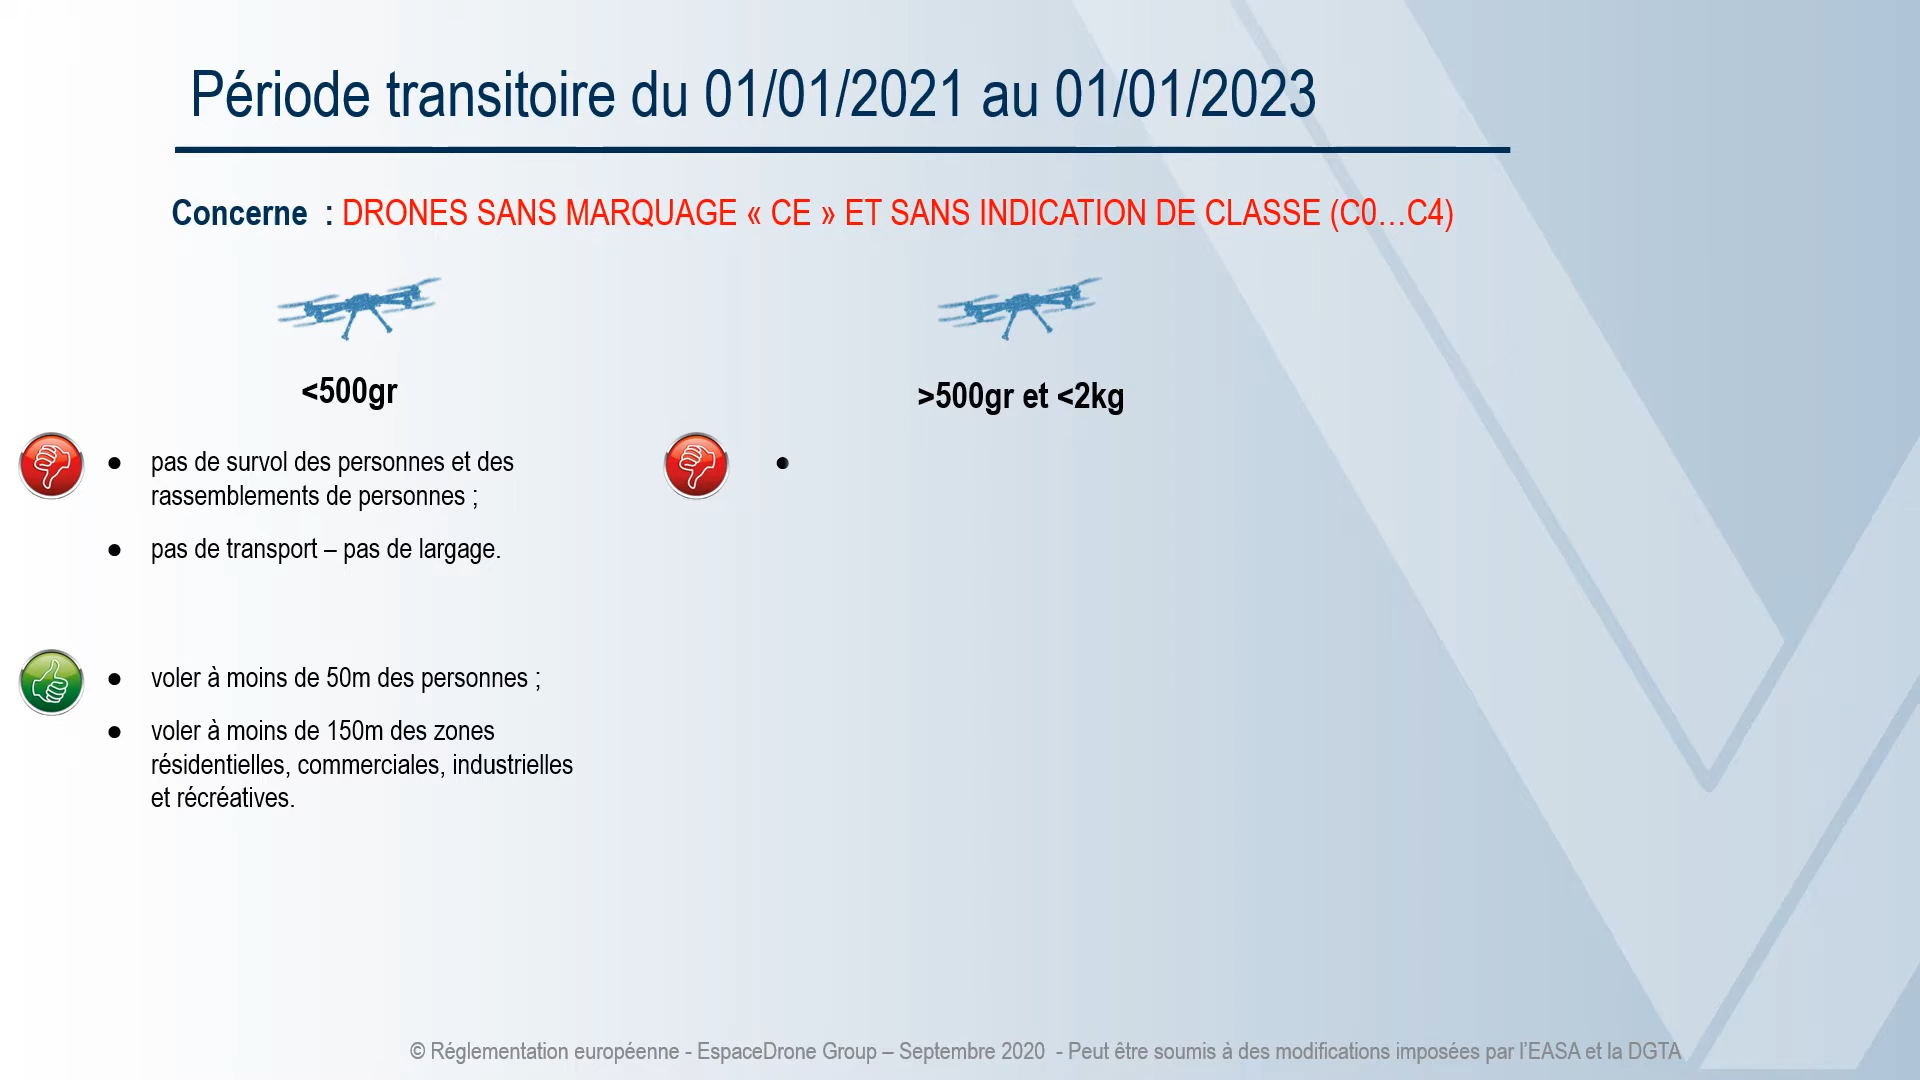 Période transitoire du 01/01/2021 au 01/01/2023
Concerne : DRONES SANS MARQUAGE « CE » ET SANS INDICATION DE CLASSE (C0…C4)
<500gr
● pas de survol des personnes et des
rassemblements de personnes ;
● pas de transport – pas de largage.
● voler à moins de 50m des personnes ;
● voler à moins de 150m des zones
résidentielles, commerciales, industrielles
et récréatives.
>500gr et <2kg
●
© Réglementation européenne - EspaceDrone Group – Septembre 2020 - Peut être soumis à des modifications imposées par l’EASA et la DGTA